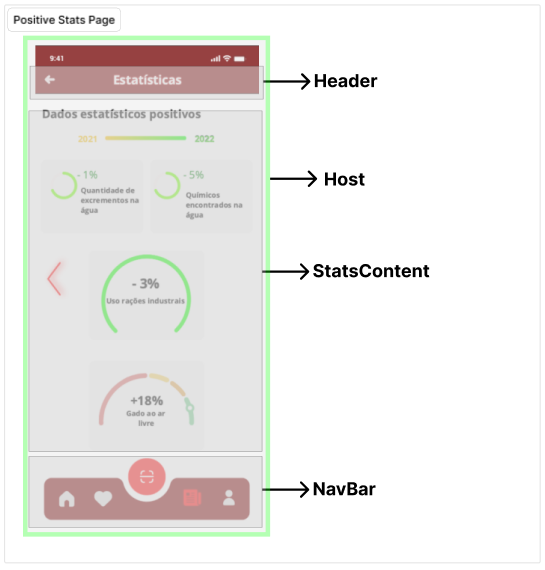 Positive Stats Page
9:41
Estatísticas
Header
Dados estatísticos positivos
2021
2022
- 1%
Quantidade de
excrementos na
água
- 5%
Químicos
encontrados na
água
Host
- 3%
Uso rações industrais
StatsContent
+18%
Gado ao ar
livre
NavBar